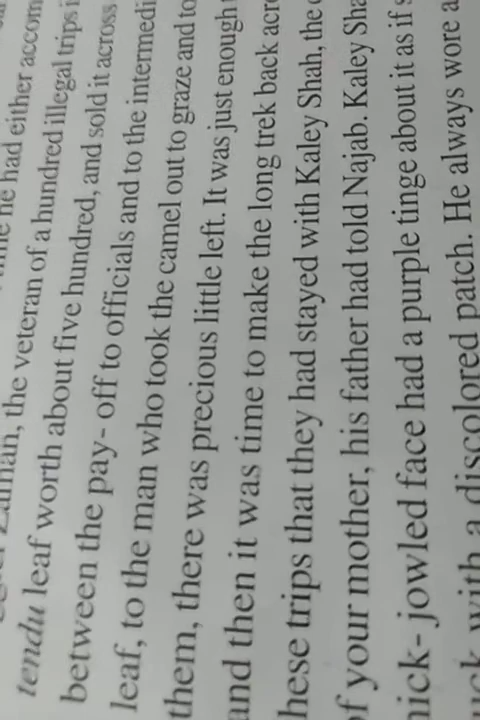 he had either accom
the veteran of a hundred illegal trips i
tendu leaf worth about five hundred, and sold it across
between the pay- off to officials and to the intermedi
leaf, to the man who took the camel out to graze and to
them, there was precious little left. It was just enough
and then it was time to make the long trek back acr
hese trips that they had stayed with Kaley Shah, the
of your mother, his father had told Najab. Kaley Sha
hick- jowled face had a purple tinge about it as if s
with a discolored patch. He always wore a